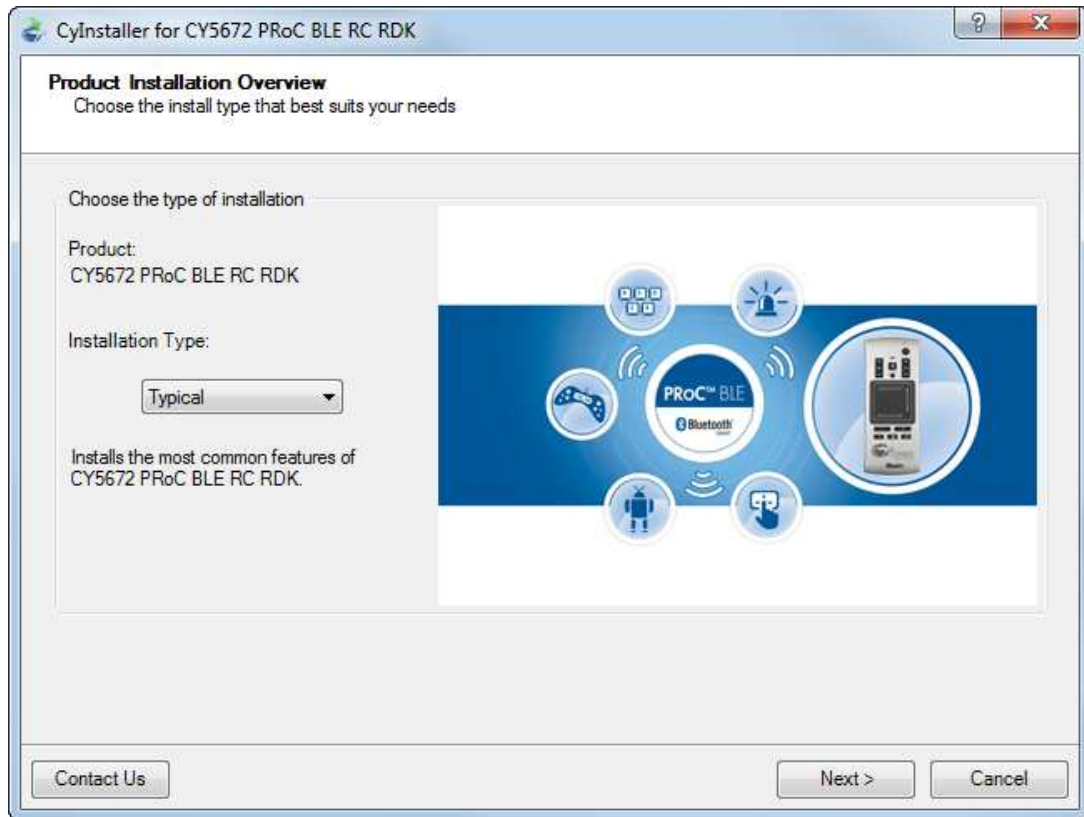 CyInstaller for CY5672 PRoC BLE RC RDK
Product Installation Overview
Choose the install type that best suits your needs
Choose the type of installation
Product:
CY5672 PRoC BLE RC RDK
Installation Type:
Typical
Installs the most common features of
CY5672 PRoC BLE RC RDK.
PRoC™ BLE
Bluetooth
Contact Us
Next >
Cancel